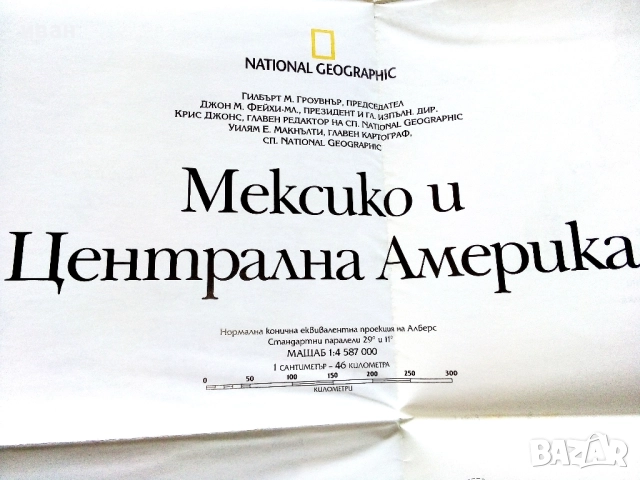 NATIONAL GEOGRAPHIC
ГИЛБЪРТ М. ГРОУВНЪР, ПРЕДСЕДАТЕЛ
ДЖОН М. ФЕЙХИ-МЛ., ПРЕЗИДЕНТ И ГЛ. ИЗПЪЛН. ДИР.
КРИС ДЖОНС, ГЛАВЕН РЕДАКТОР НА СП. NATIONAL GEOGRAPHIC
УИЛЯМ Е. МАКНЪЛТИ, ГЛАВЕН КАРТОГРАФ,
СП. NATIONAL GEOGRAPHIC
Мексико и
Централна Америка
Нормална конична еквивалентна проекция на Алберс
Стандартни паралели 29° и 11°
МАЩАБ 1:4 587 000
1 САНТИМЕТЪР – 46 КИЛОМЕТРА
0 50 100 150 200 250 300
КИЛОМЕТРИ
BAZAR